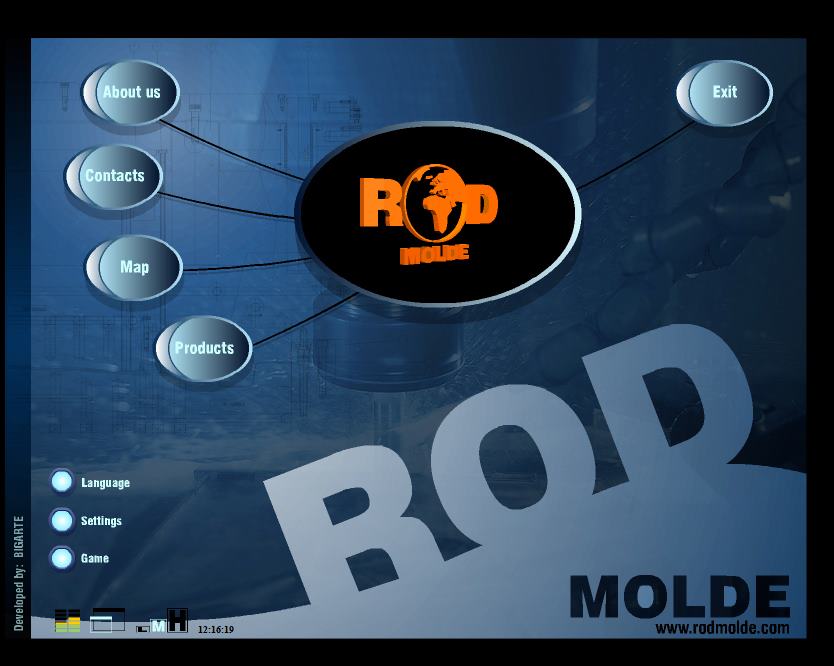 About us
Exit
Contacts
ROD
MOLDE
Map
Products
ROD
Language
Settings
Game
Developed by: BIGARTE
MOLDE
M H
12:16:19
www.rodmolde.com